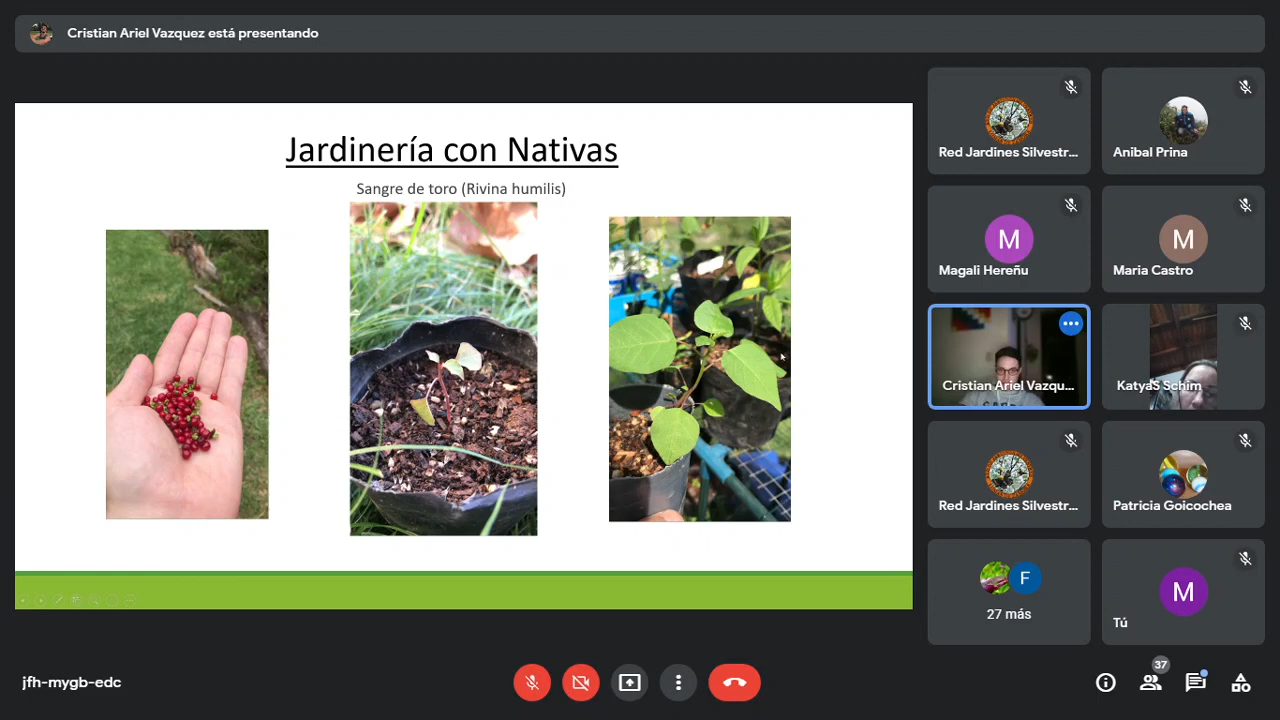 Cristian Ariel Vazquez está presentando
Jardinería con Nativas
Sangre de toro (Rivina humilis)
Red Jardines Silvestr...
Anibal Prina
M
Magali Hereñu
M
Maria Castro
Cristian Ariel Vazqu...
KatyaS Schim
Red Jardines Silvestr...
Patricia Goicochea
F
27 más
M
Tú
jfh-mygb-edc
37